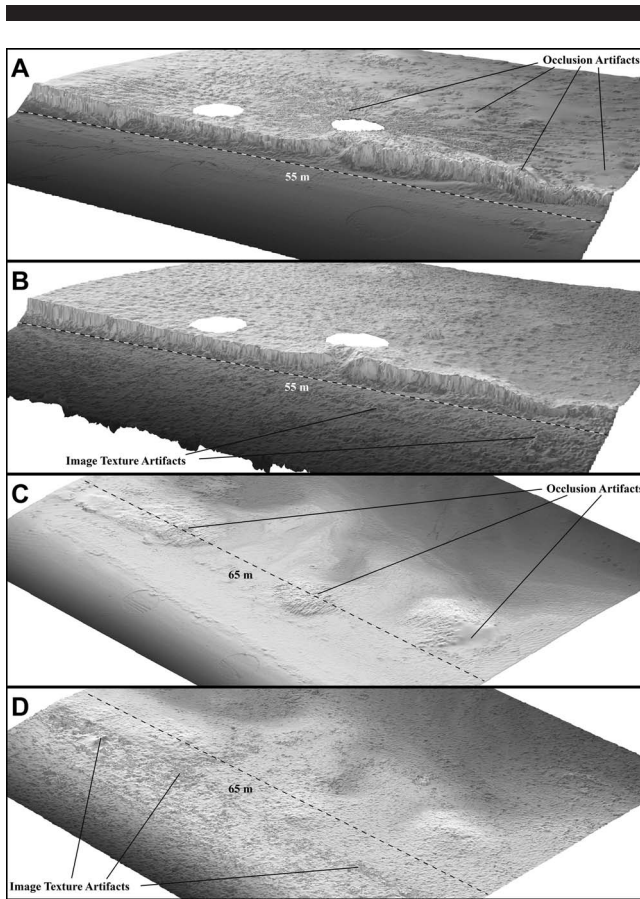 A
Occlusion Artifacts
55 m
B
55 m
Image Texture Artifacts
C
Occlusion Artifacts
65 m
D
65 m
Image Texture Artifacts